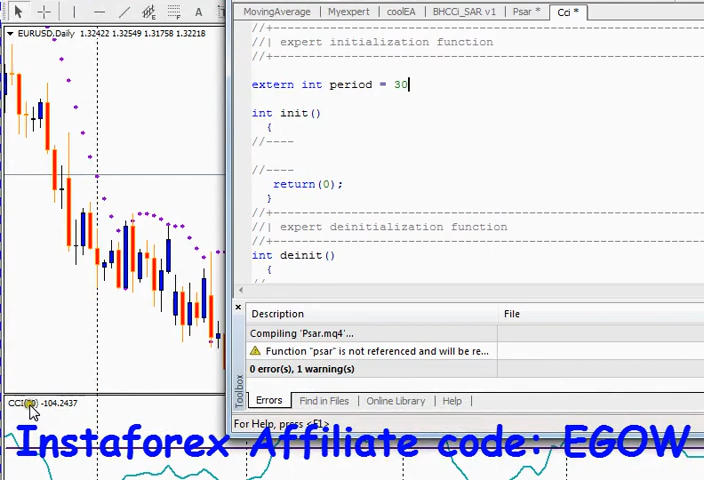 MovingAverage Myexpert coolEA BHCCi_SAR v1 Psar * Cci *
EURUSD,Daily 1.32422 1.32549 1.31758 1.32218
//+------------------------------------------------------------------
//| expert initialization function
//+------------------------------------------------------------------
extern int period = 30
int init()
{
//----
//----
return(0);
//+------------------------------------------------------------------
//| expert deinitialization function
//+------------------------------------------------------------------
int deinit()
{
Description File
Compiling 'Psar.mq4'...
Function "psar" is not referenced and will be re...
0 error(s), 1 warning(s)
Toolbox
Errors Find in Files Online Library Help
For Help, press <F1>
-104.2437
Instaforex Affiliate code: EGOW